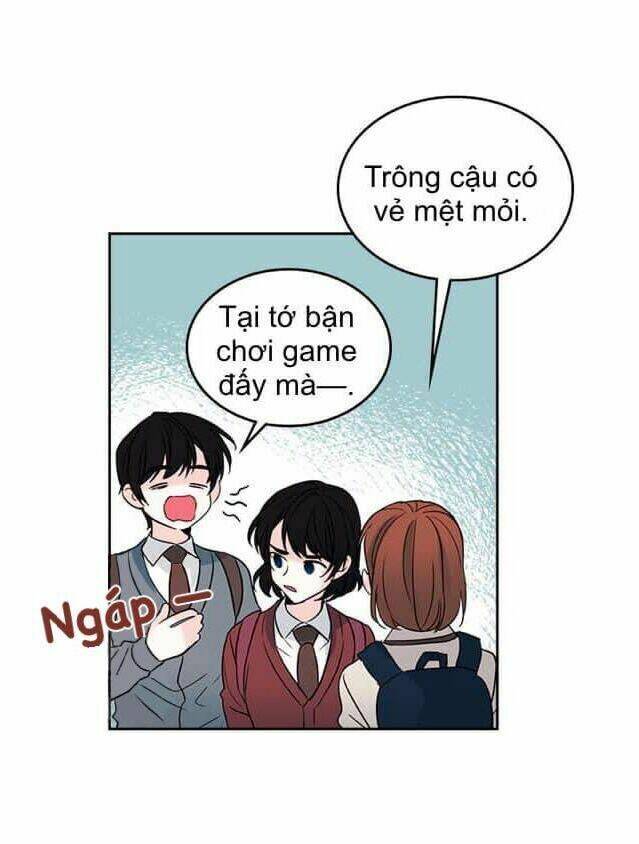 Trông cậu có
vẻ mệt mỏi.
Tại tớ bận
chơi game
đấy mà—.
Ngáp —